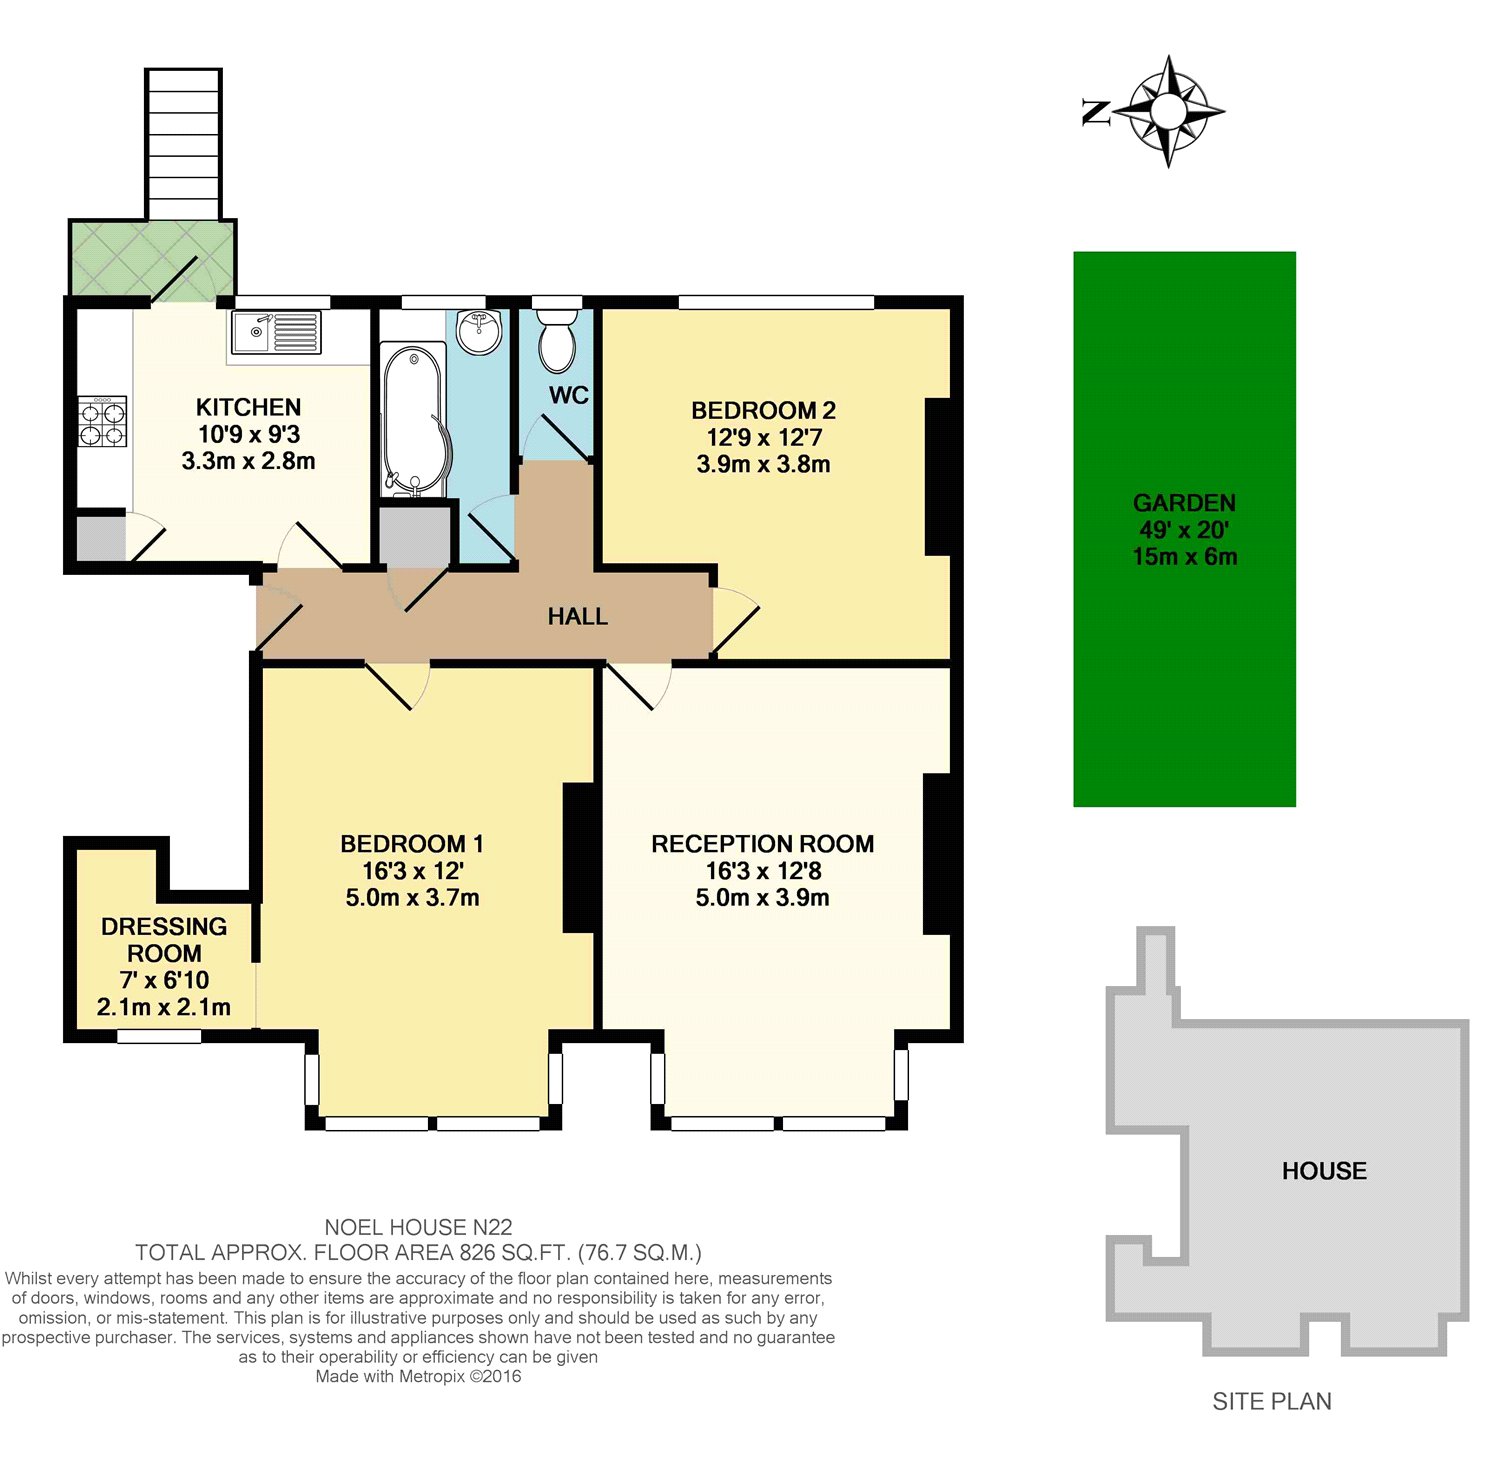 N
KITCHEN
10'9 x 9'3
3.3m x 2.8m
WC
BEDROOM 2
12'9 x 12'7
3.9m x 3.8m
GARDEN
49' x 20'
15m x 6m
HALL
BEDROOM 1
16'3 x 12'
5.0m x 3.7m
RECEPTION ROOM
16'3 x 12'8
5.0m x 3.9m
DRESSING
ROOM
7' x 6'10
2.1m x 2.1m
HOUSE
SITE PLAN
NOEL HOUSE N22
TOTAL APPROX. FLOOR AREA 826 SQ.FT. (76.7 SQ.M.)
Whilst every attempt has been made to ensure the accuracy of the floor plan contained here, measurements
of doors, windows, rooms and any other items are approximate and no responsibility is taken for any error,
omission, or mis-statement. This plan is for illustrative purposes only and should be used as such by any
prospective purchaser. The services, systems and appliances shown have not been tested and no guarantee
as to their operability or efficiency can be given
Made with Metropix ©2016